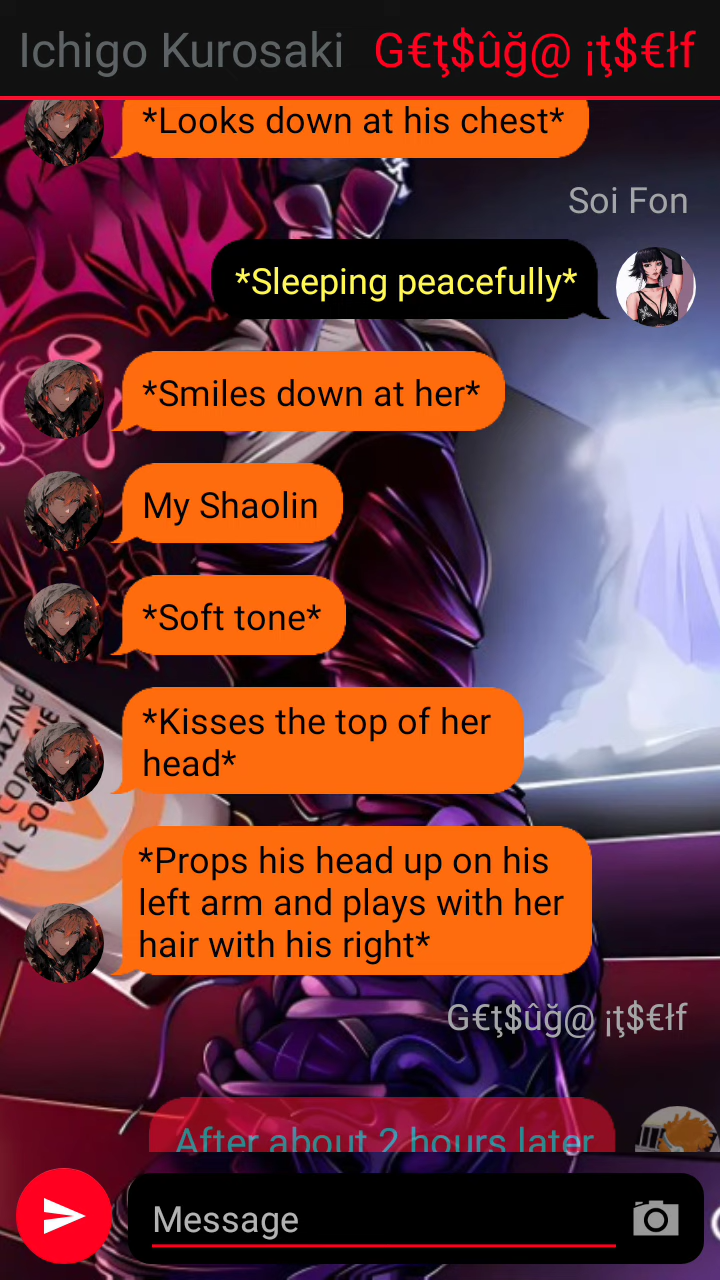 Ichigo Kurosaki G€ţ$ûğ@ ¡ţ$€łf
*Looks down at his chest*
Soi Fon
*Sleeping peacefully*
*Smiles down at her*
My Shaolin
*Soft tone*
*Kisses the top of her
head*
*Props his head up on his
left arm and plays with her
hair with his right*
G€ţ$ûğ@ ¡ţ$€łf
After about 2 hours later
Message